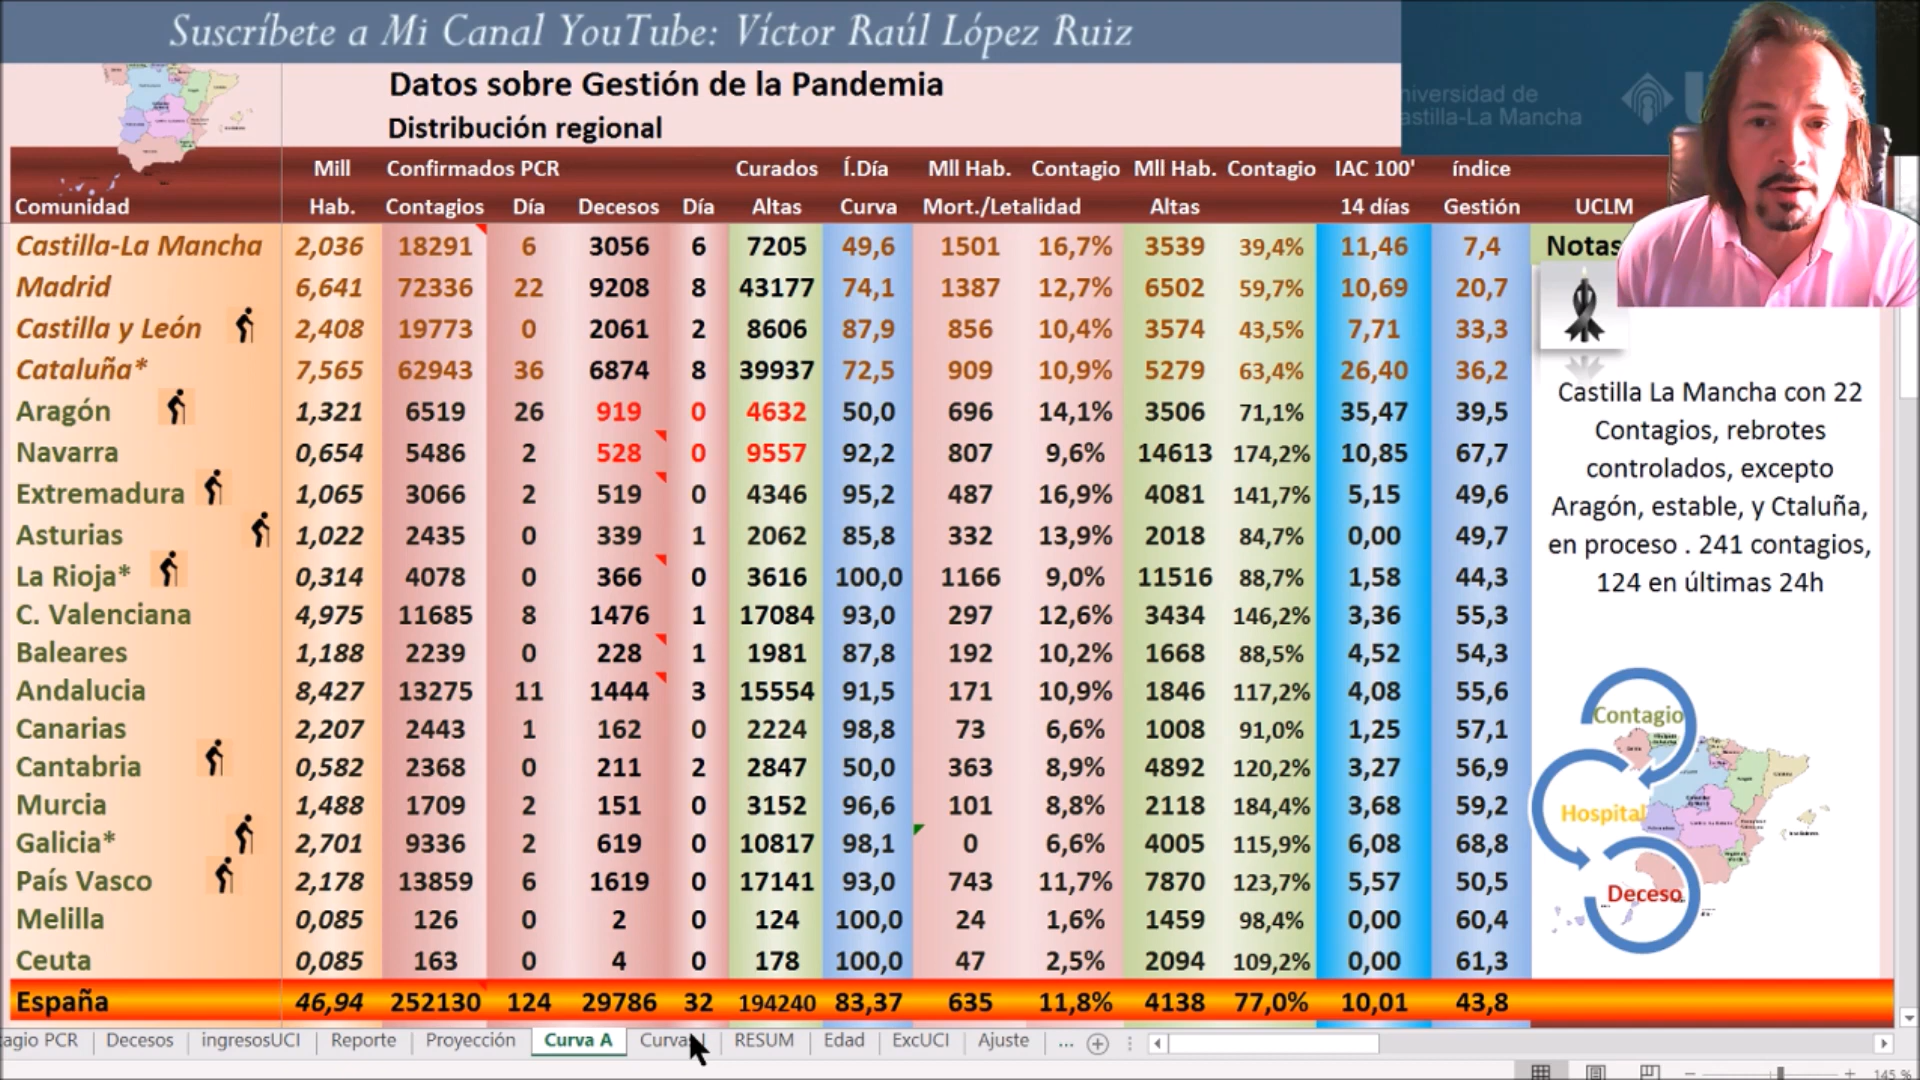 Suscríbete a Mi Canal YouTube: Víctor Raúl López Ruiz
niversidad de
astilla-La Mancha
Datos sobre Gestión de la Pandemia
Distribución regional
Mill Confirmados PCR Curados Í.Día Mll Hab. Contagio Mll Hab. Contagio IAC 100' índice
Comunidad Hab. Contagios Día Decesos Día Altas Curva Mort./Letalidad Altas 14 días Gestión UCLM
Castilla-La Mancha 2,036 18291 6 3056 6 7205 49,6 1501 16,7% 3539 39,4% 11,46 7,4 Notas
Madrid 6,641 72336 22 9208 8 43177 74,1 1387 12,7% 6502 59,7% 10,69 20,7
Castilla y León 2,408 19773 0 2061 2 8606 87,9 856 10,4% 3574 43,5% 7,71 33,3
Cataluña* 7,565 62943 36 6874 8 39937 72,5 909 10,9% 5279 63,4% 26,40 36,2
Aragón 1,321 6519 26 919 0 4632 50,0 696 14,1% 3506 71,1% 35,47 39,5
Navarra 0,654 5486 2 528 0 9557 92,2 807 9,6% 14613 174,2% 10,85 67,7
Extremadura 1,065 3066 2 519 0 4346 95,2 487 16,9% 4081 141,7% 5,15 49,6
Asturias 1,022 2435 0 339 1 2062 85,8 332 13,9% 2018 84,7% 0,00 49,7
La Rioja* 0,314 4078 0 366 0 3616 100,0 1166 9,0% 11516 88,7% 1,58 44,3
C. Valenciana 4,975 11685 8 1476 1 17084 93,0 297 12,6% 3434 146,2% 3,36 55,3
Baleares 1,188 2239 0 228 1 1981 87,8 192 10,2% 1668 88,5% 4,52 54,3
Andalucia 8,427 13275 11 1444 3 15554 91,5 171 10,9% 1846 117,2% 4,08 55,6
Canarias 2,207 2443 1 162 0 2224 98,8 73 6,6% 1008 91,0% 1,25 57,1
Cantabria 0,582 2368 0 211 2 2847 50,0 363 8,9% 4892 120,2% 3,27 56,9
Murcia 1,488 1709 2 151 0 3152 96,6 101 8,8% 2118 184,4% 3,68 59,2
Galicia* 2,701 9336 2 619 0 10817 98,1 0 6,6% 4005 115,9% 6,08 68,8
País Vasco 2,178 13859 6 1619 0 17141 93,0 743 11,7% 7870 123,7% 5,57 50,5
Melilla 0,085 126 0 2 0 124 100,0 24 1,6% 1459 98,4% 0,00 60,4
Ceuta 0,085 163 0 4 0 178 100,0 47 2,5% 2094 109,2% 0,00 61,3
España 46,94 252130 124 29786 32 194240 83,37 635 11,8% 4138 77,0% 10,01 43,8
Castilla La Mancha con 22
Contagios, rebrotes
controlados, excepto
Aragón, estable, y Ctaluña,
en proceso . 241 contagios,
124 en últimas 24h
Contagio
Hospital
Deceso
tagio PCR Decesos ingresosUCI Reporte Proyección Curva A Curvas RESUM Edad ExcUCI Ajuste ...
145 %